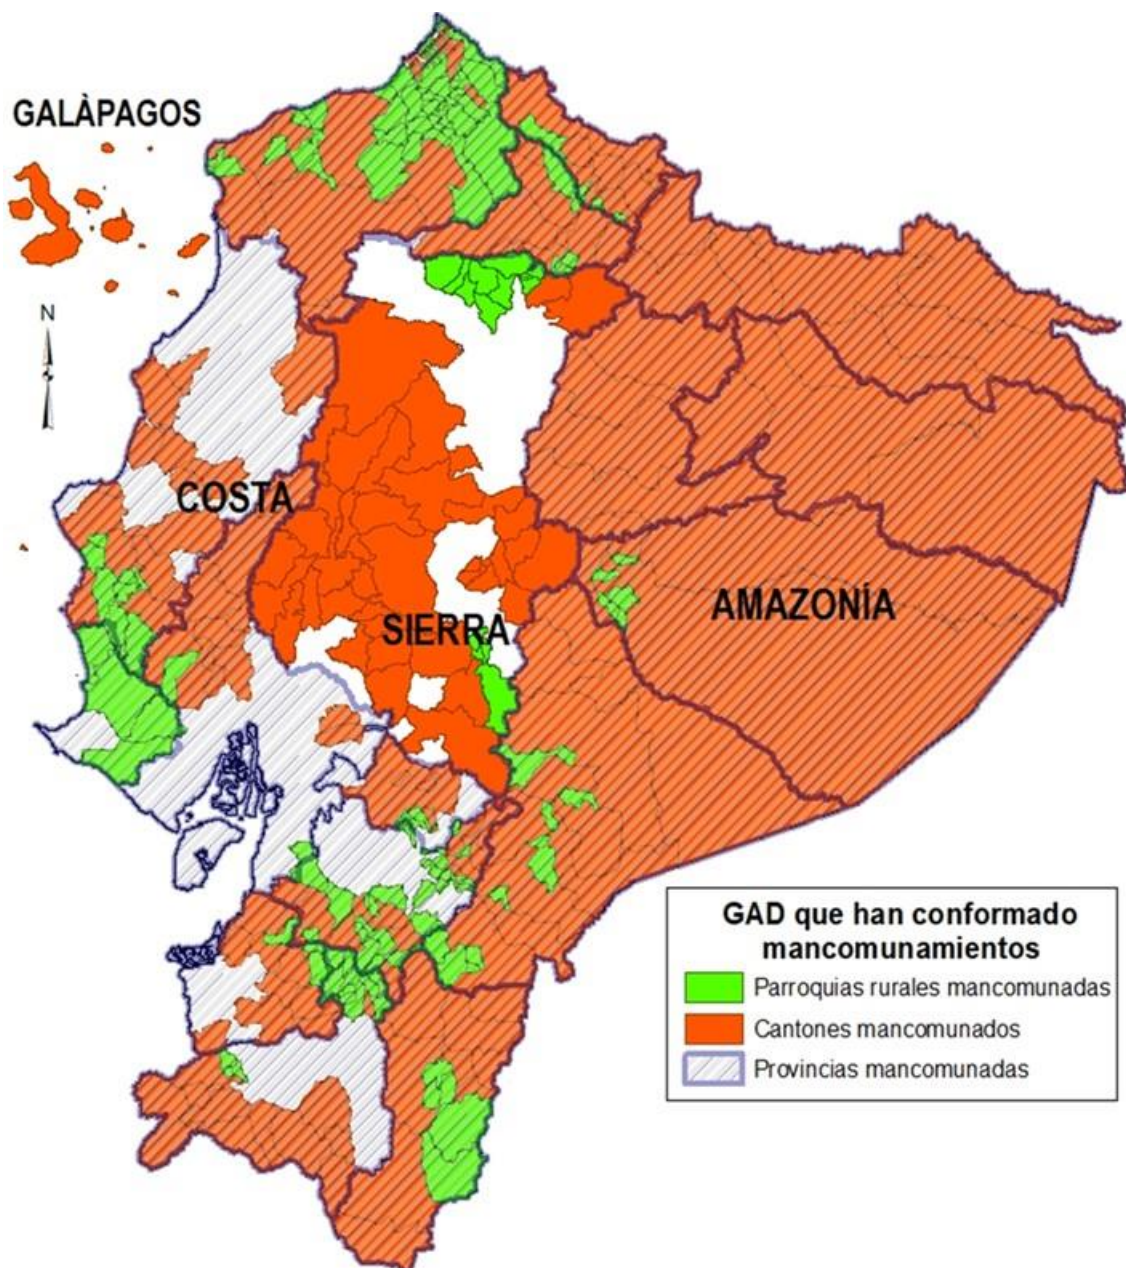 GALÀPAGOS
N
COSTA
SIERRA
AMAZONÍA
GAD que han conformado
mancomunamientos
Parroquias rurales mancomunadas
Cantones mancomunados
Provincias mancomunadas